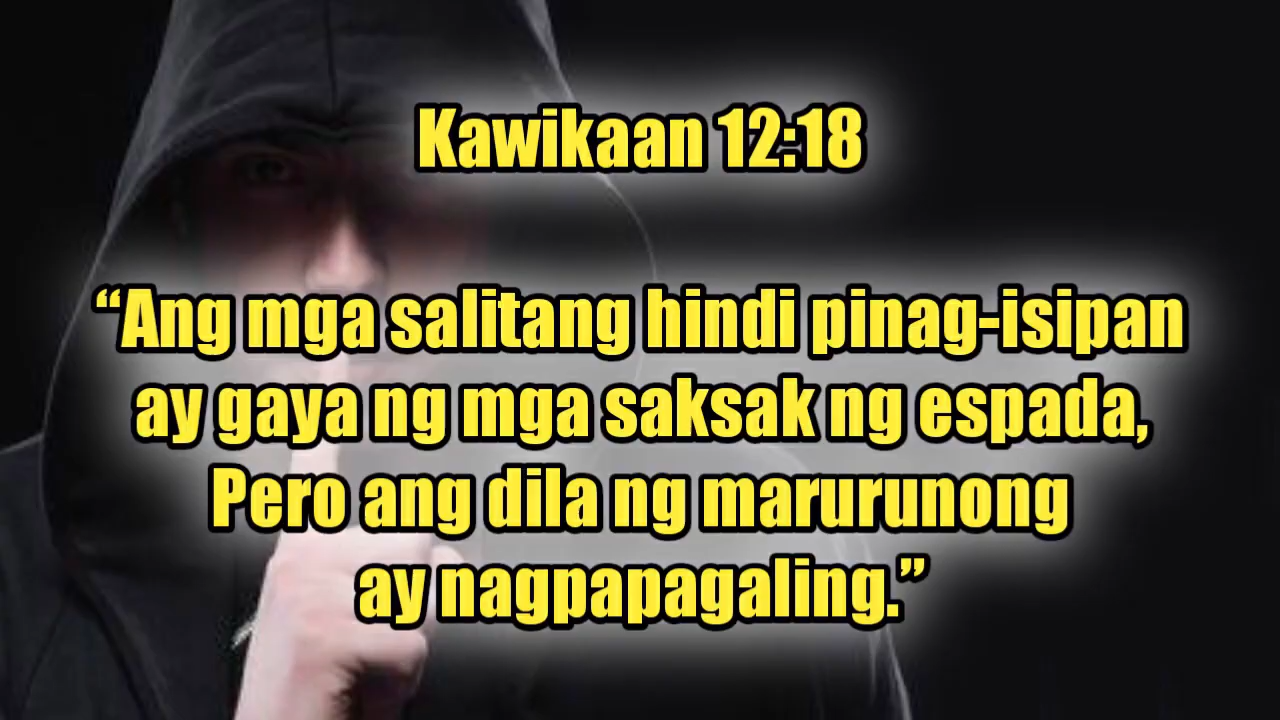 Kawikaan 12:18
“Ang mga salitang hindi pinag-isipan
ay gaya ng mga saksak ng espada,
Pero ang dila ng marurunong
ay nagpapagaling.”